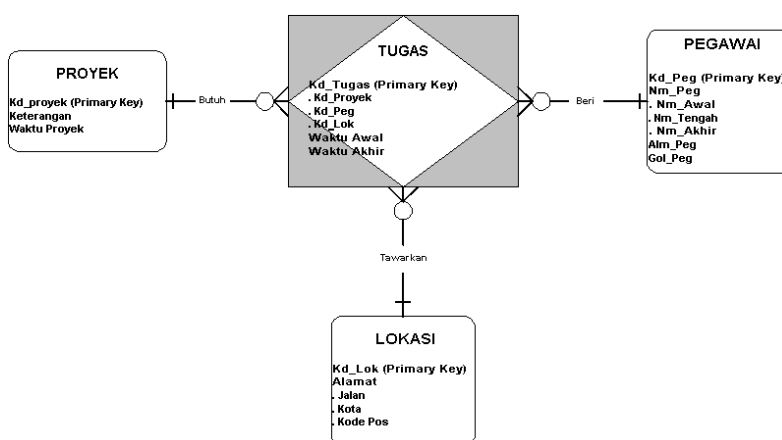 PROYEK
Kd_proyek (Primary Key)
Keterangan
Waktu Proyek
Butuh
TUGAS
Kd_Tugas (Primary Key)
. Kd_Proyek
. Kd_Peg
. Kd_Lok
Waktu Awal
Waktu Akhir
Beri
PEGAWAI
Kd_Peg (Primary Key)
Nm_Peg
. Nm_Awal
. Nm_Tengah
. Nm_Akhir
Alm_Peg
Gol_Peg
Tawarkan
LOKASI
Kd_Lok (Primary Key)
Alamat
. Jalan
. Kota
. Kode Pos